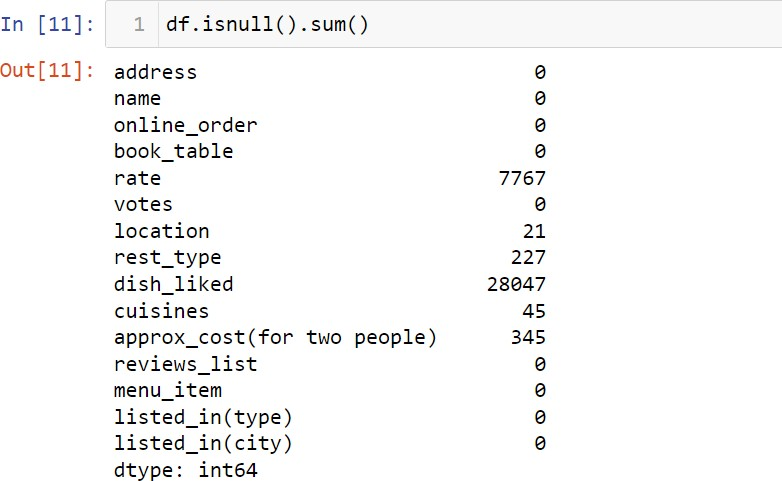 In [11]: 1 df.isnull().sum()
Out[11]: address 0
name 0
online_order 0
book_table 0
rate 7767
votes 0
location 21
rest_type 227
dish_liked 28047
cuisines 45
approx_cost(for two people) 345
reviews_list 0
menu_item 0
listed_in(type) 0
listed_in(city) 0
dtype: int64